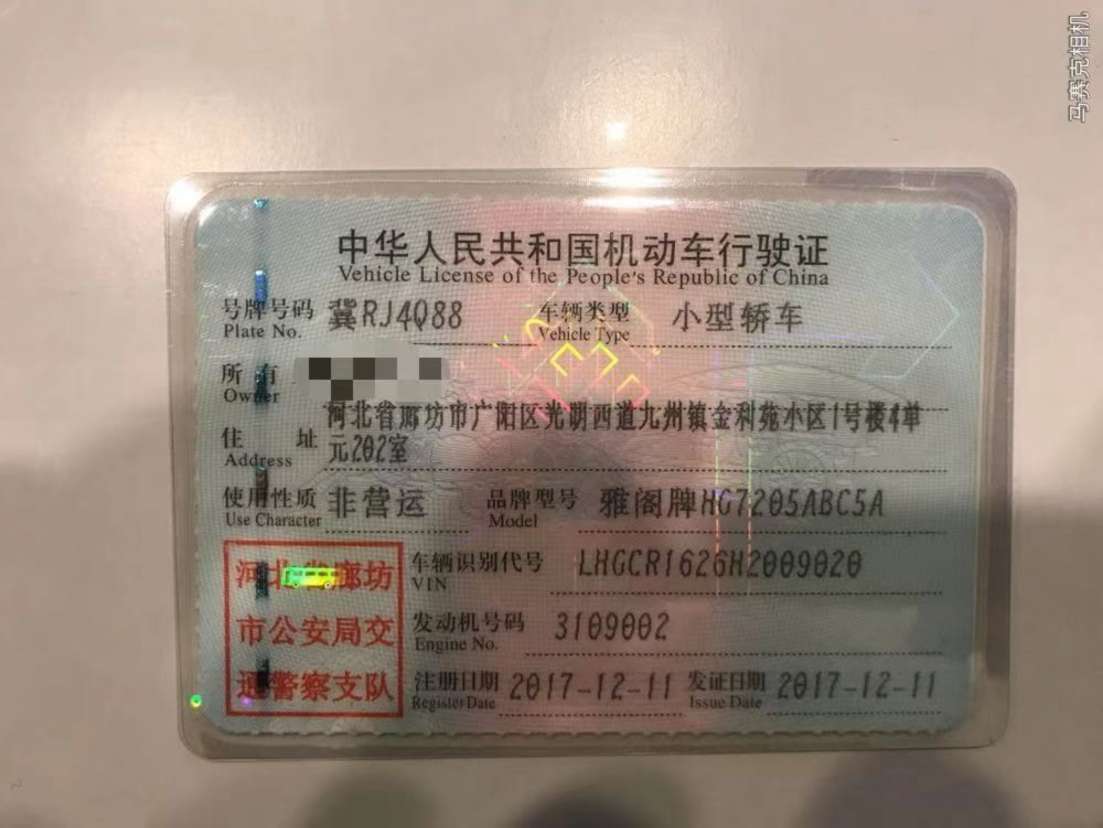 马赛克相机
中华人民共和国机动车行驶证
Vehicle License of the People's Republic of China
号牌号码 冀RJ4Q88 车辆类型 小型轿车
Plate No. Vehicle Type
所有
Owner
河北省廊坊市广阳区光明西道九州镇金利苑小区1号楼4单
住址 元202室
Address
使用性质 非营运 品牌型号 雅阁牌HG7205ABC5A
Use Character Model
河北省廊坊
市公安局交
通警察支队
车辆识别代号 LHGCR1626H2009020
VIN
发动机号码 3109002
Engine No.
注册日期 2017-12-11 发证日期 2017-12-11
Register Date Issue Date